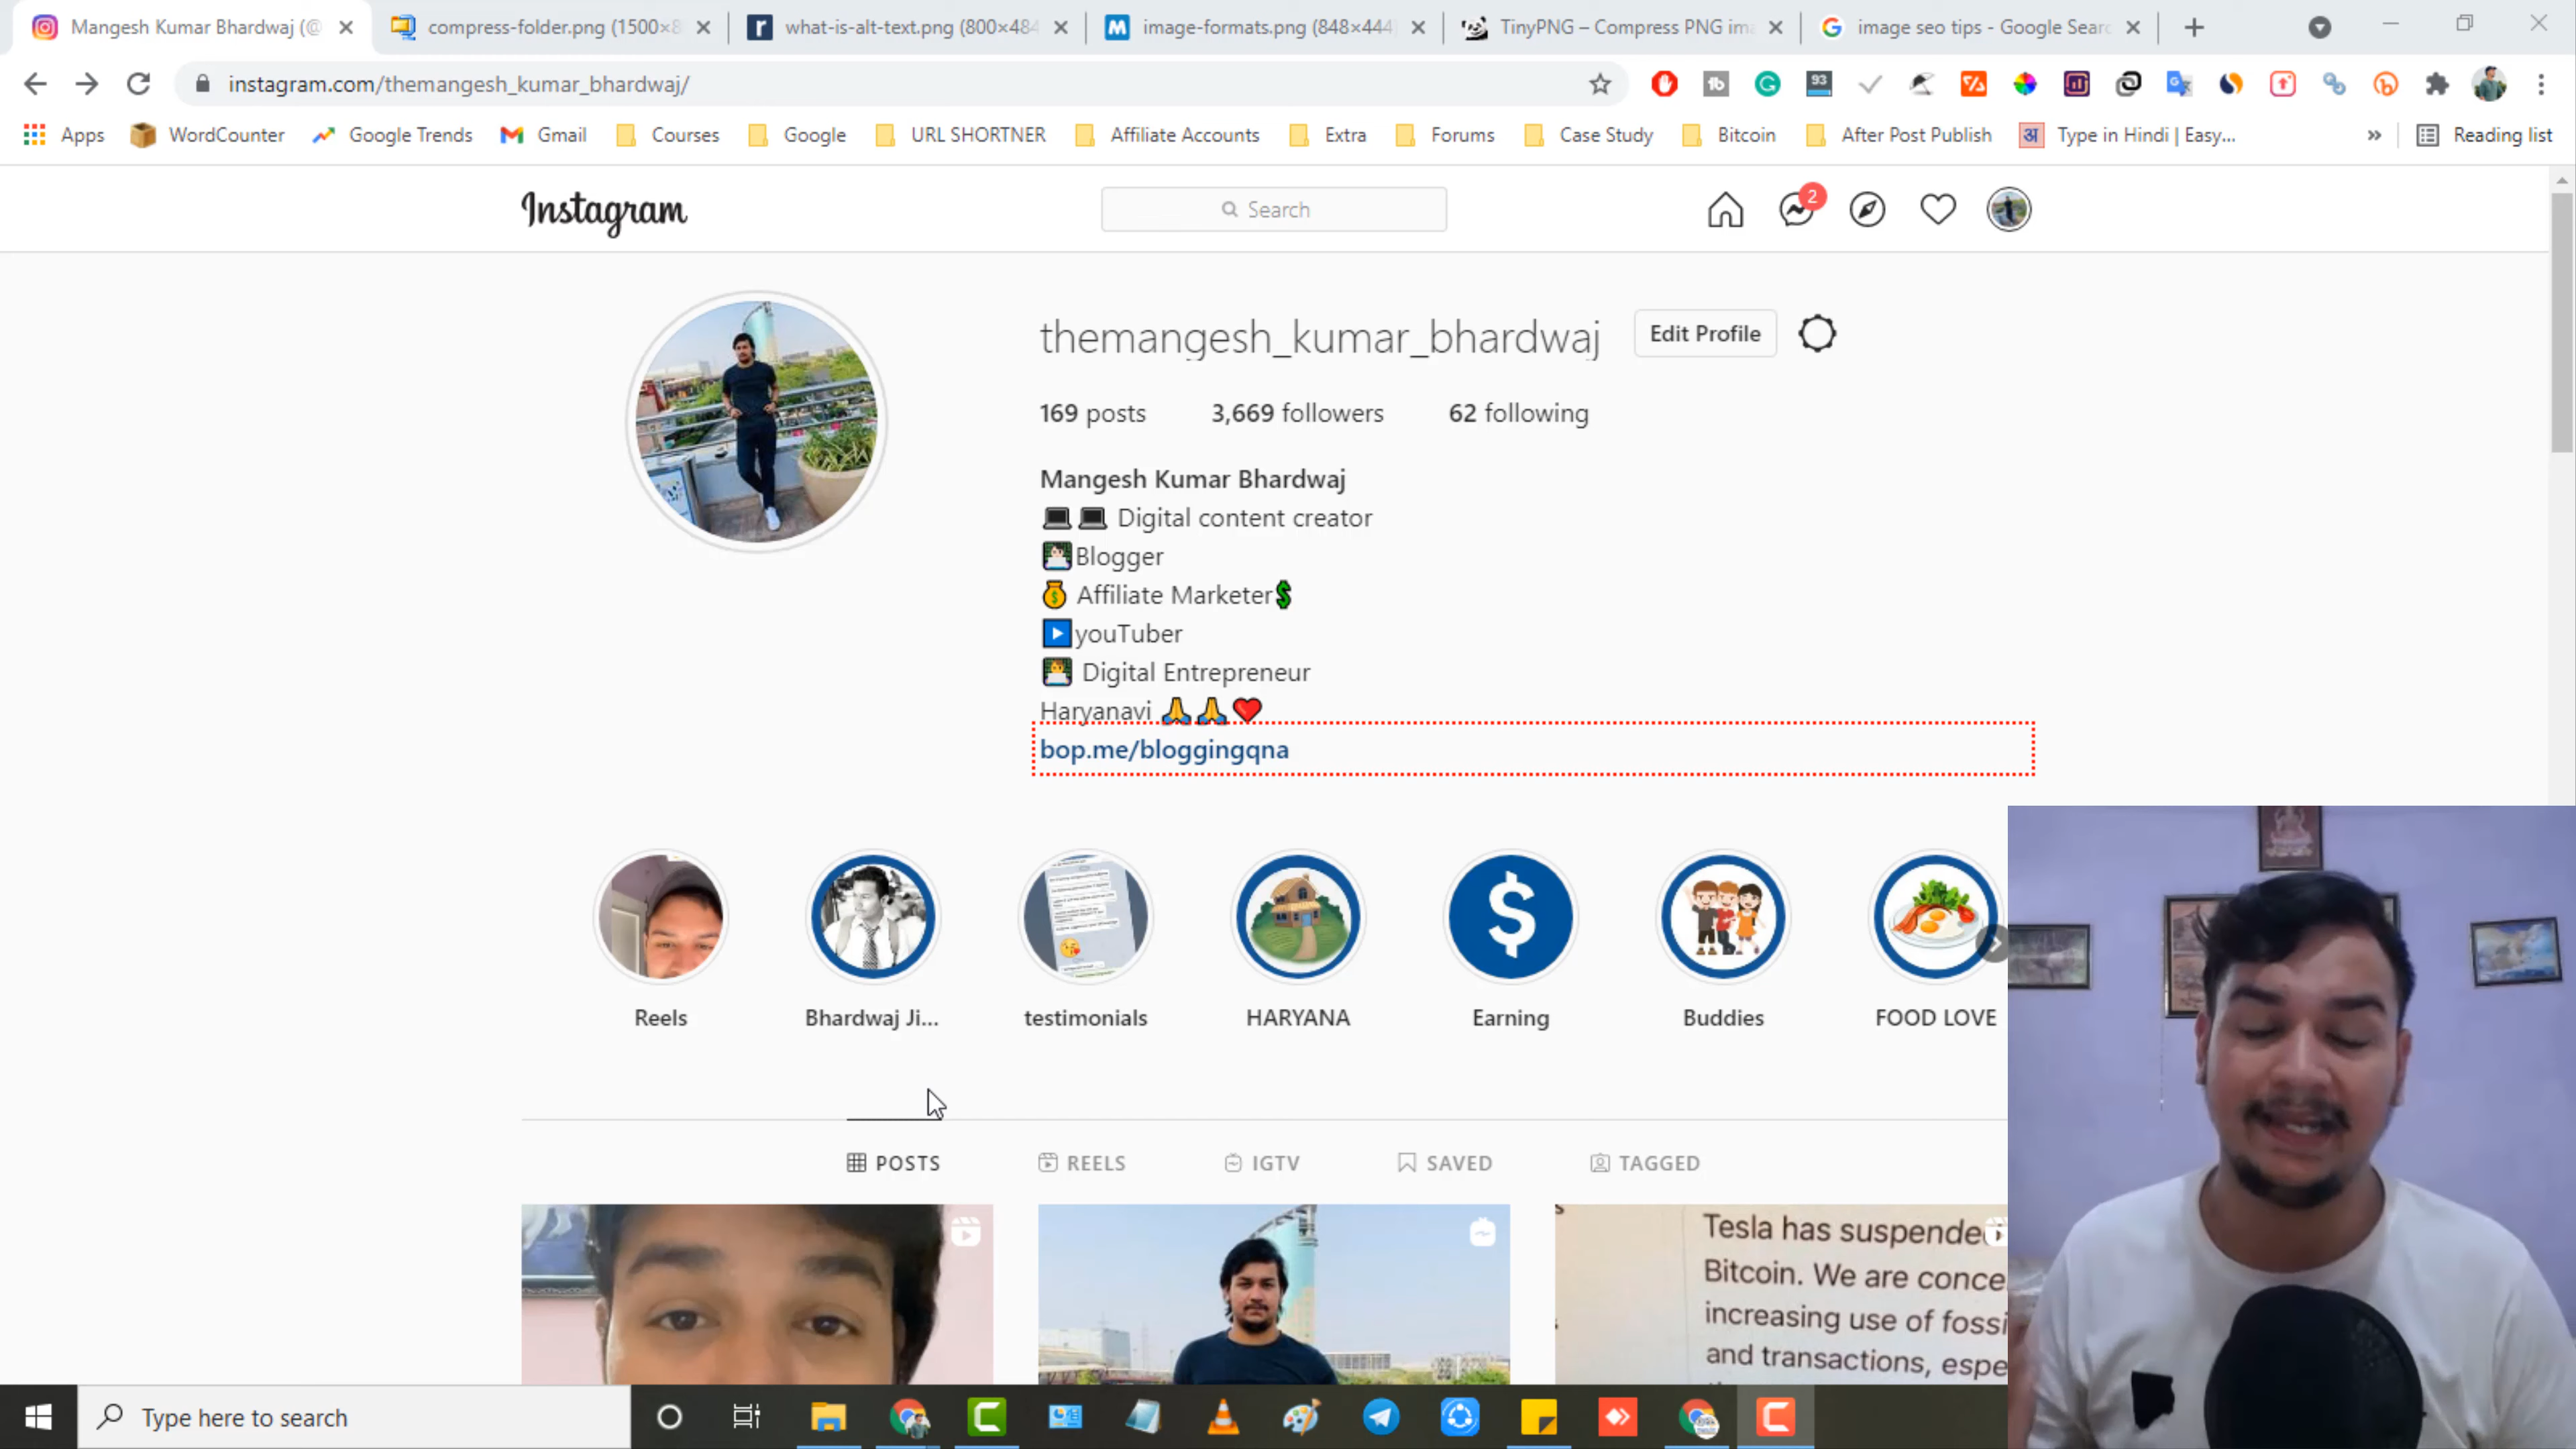 Mangesh Kumar Bhardwaj (@
compress-folder.png (1500×8
what-is-alt-text.png (800×484
image-formats.png (848×444
TinyPNG – Compress PNG ima
image seo tips - Google Searc
instagram.com/themangesh_kumar_bhardwaj/
93
Apps
WordCounter
Google Trends
Gmail
Courses
Google
URL SHORTNER
Affiliate Accounts
Extra
Forums
Case Study
Bitcoin
After Post Publish
अ
Type in Hindi | Easy...
»
Reading list
Instagram
Search
2
themangesh_kumar_bhardwaj
Edit Profile
169 posts 3,669 followers 62 following
Mangesh Kumar Bhardwaj
💻 💻 Digital content creator
Blogger
💰 Affiliate Marketer💲
▶️youTuber
Digital Entrepreneur
Haryanavi 🙏 🙏 ❤️
bop.me/bloggingqna
$
Reels
Bhardwaj Ji...
testimonials
HARYANA
Earning
Buddies
FOOD LOVE
POSTS
REELS
IGTV
SAVED
TAGGED
Tesla has suspende
Bitcoin. We are conce
increasing use of fossi
and transactions, espe
Type here to search